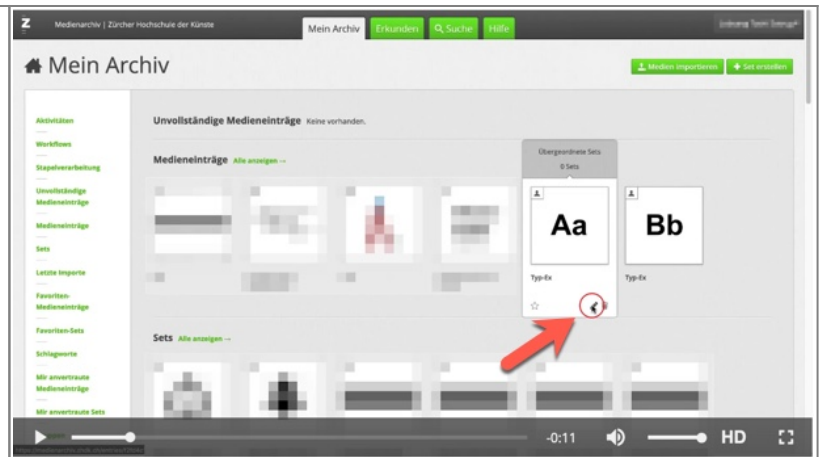 Z Medienarchiv | Zürcher Hochschule der Künste
Mein Archiv Erkunden Suche Hilfe
Mein Archiv
Medien importieren Set erstellen
Aktivitäten
Workflows
Stapelverarbeitung
Unvollständige
Medieneinträge
Medieneinträge
Sets
Letzte Importe
Favoriten-
Medieneinträge
Favoriten-Sets
Schlagworte
Mir anvertraute
Medieneinträge
Mir anvertraute Sets
Unvollständige Medieneinträge Keine vorhanden.
Medieneinträge Alle anzeigen →
Übergeordnete Sets
0 Sets
Aa
Typ-Ex
Bb
Typ-Ex
Sets Alle anzeigen →
-0:11 HD